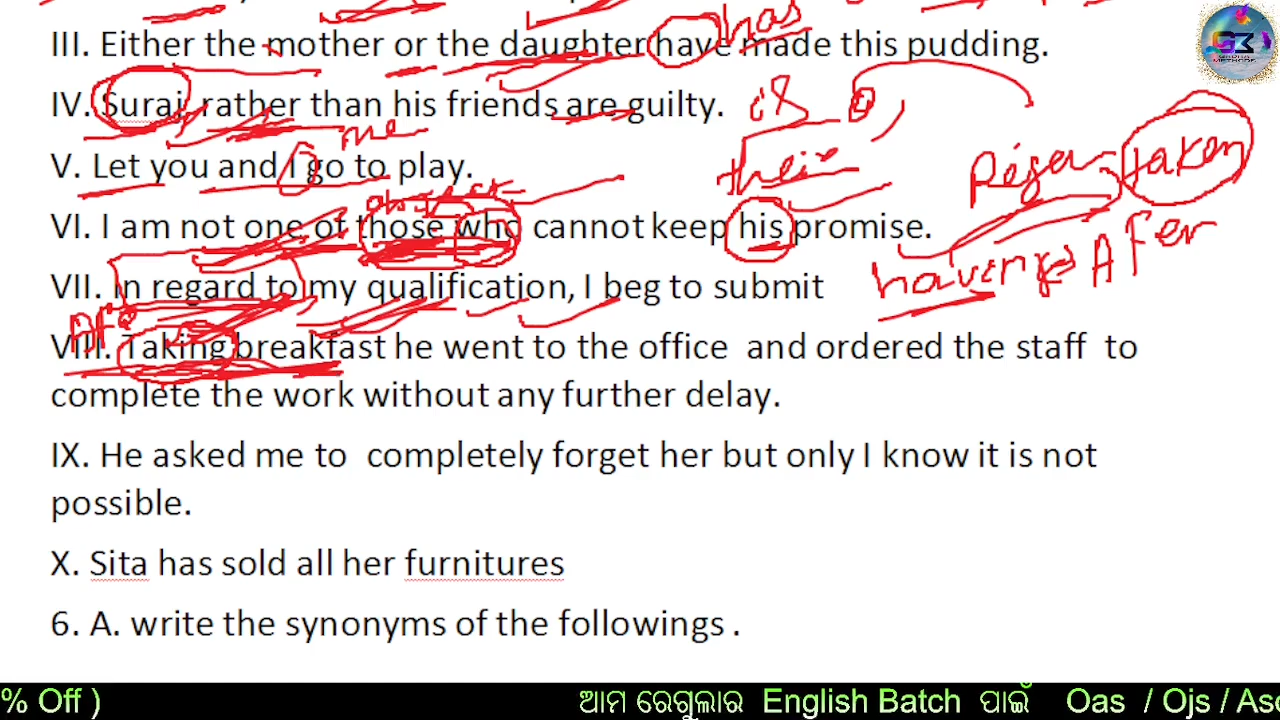 has
III. Either the mother or the daughter have made this pudding.
IV. Suraj, rather than his friends are guilty.
is
me
their
taken
V. Let you and I go to play.
object
VI. I am not one of those who cannot keep his promise.
After
VII. In regard to my qualification, I beg to submit
VIII. Taking breakfast he went to the office and ordered the staff to
complete the work without any further delay.
IX. He asked me to completely forget her but only I know it is not
possible.
X. Sita has sold all her furnitures
6. A. write the synonyms of the followings .
% Off ) ଆମ ରେଗୁଲାର English Batch ପାଇଁ Oas / Ojs / Aso